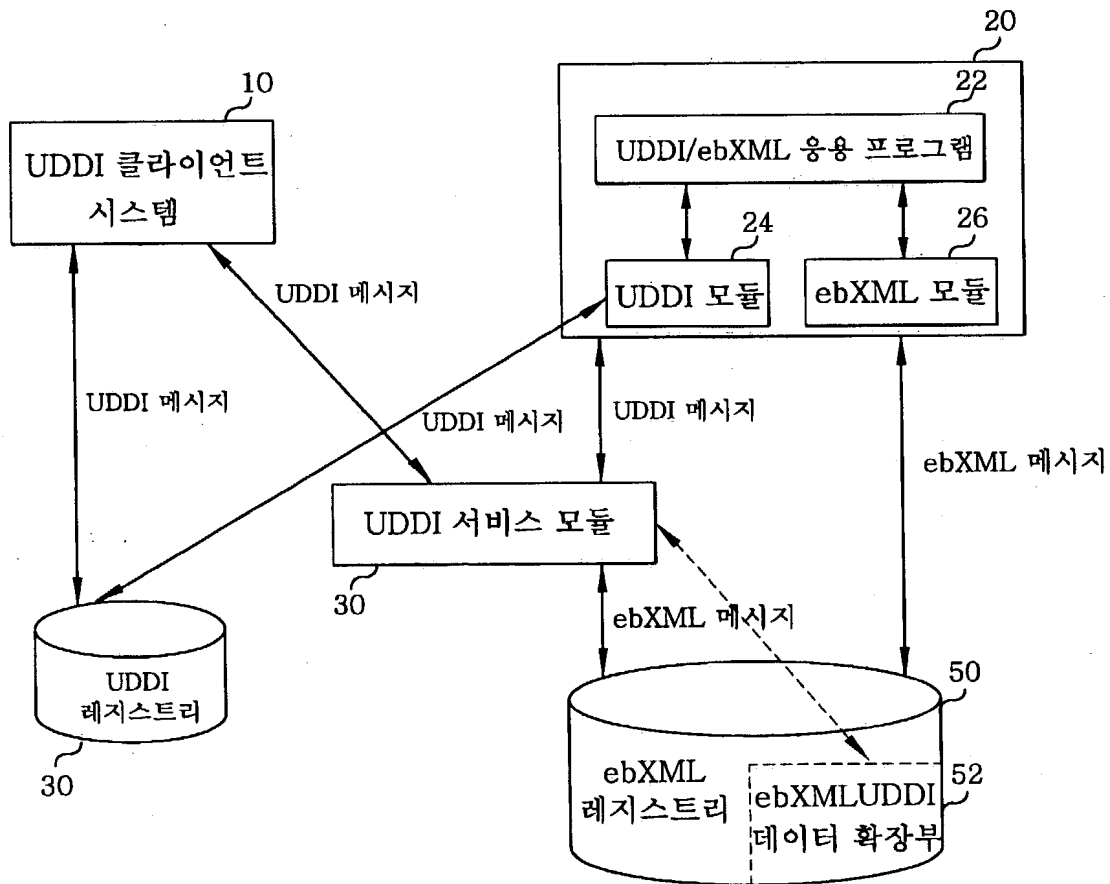 20
10
22
UDDI 클라이언트
시스템
UDDI/ebXML 응용 프로그램
24
26
UDDI 모듈
ebXML 모듈
UDDI 메시지
UDDI 메시지
UDDI 메시지
UDDI 메시지
ebXML 메시지
UDDI 서비스 모듈
30
ebXML 메시지
UDDI
레지스트리
30
50
ebXML
레지스트리
52
ebXMLUDDI
데이터 확장부